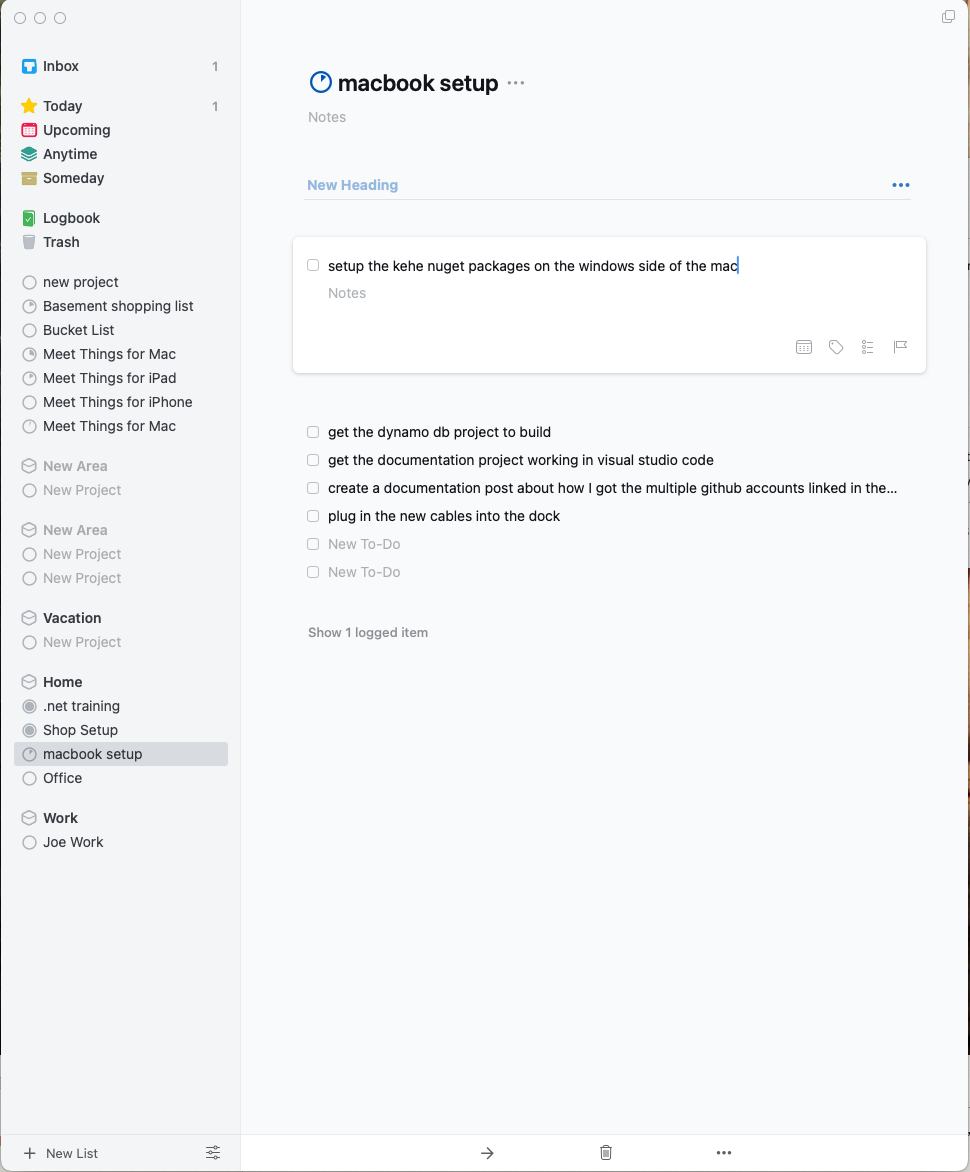 Inbox 1
Today 1
Upcoming
Anytime
Someday
Logbook
Trash
new project
Basement shopping list
Bucket List
Meet Things for Mac
Meet Things for iPad
Meet Things for iPhone
Meet Things for Mac
New Area
New Project
New Area
New Project
New Project
Vacation
New Project
Home
.net training
Shop Setup
macbook setup
Office
Work
Joe Work
New List
macbook setup
Notes
New Heading
setup the kehe nuget packages on the windows side of the mac
Notes
get the dynamo db project to build
get the documentation project working in visual studio code
create a documentation post about how I got the multiple github accounts linked in the...
plug in the new cables into the dock
New To-Do
New To-Do
Show 1 logged item